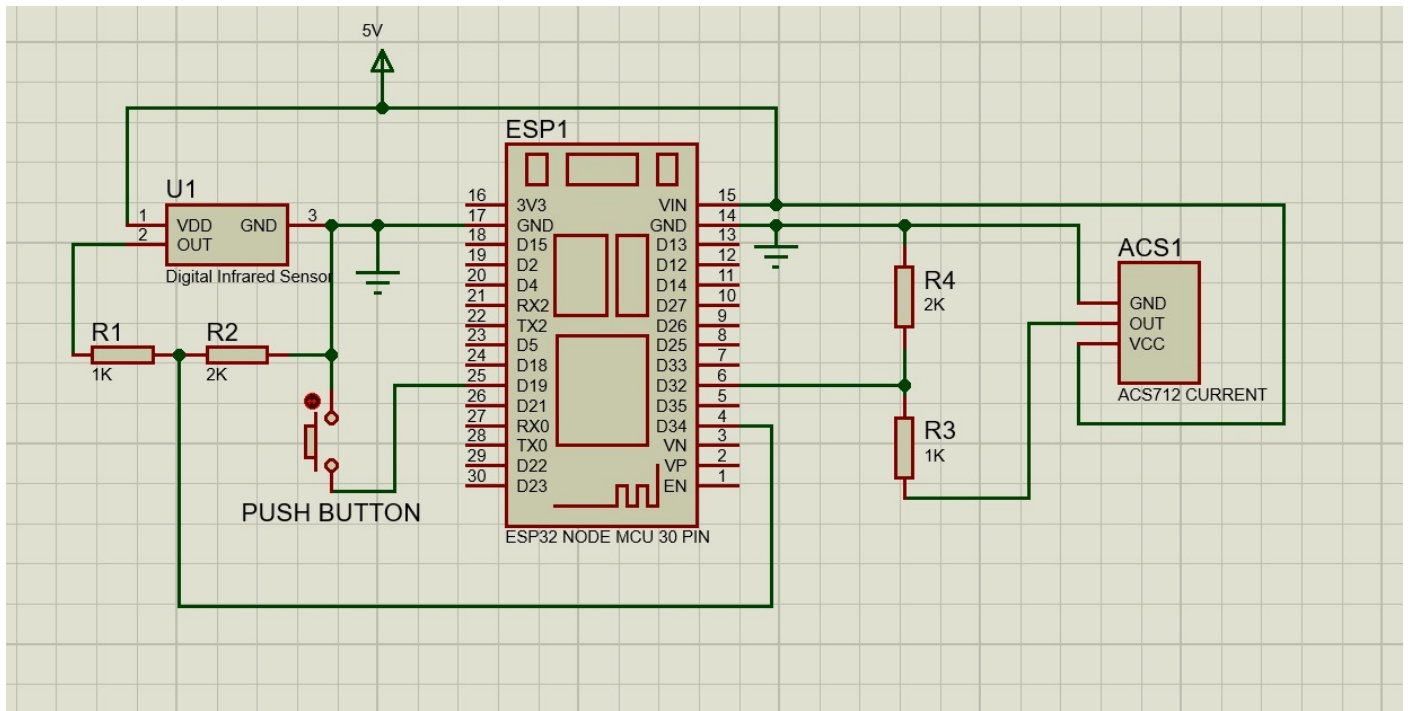 5V
ESP1
U1
1 VDD GND 3
2 OUT
Digital Infrared Sensor
R1
1K
R2
2K
PUSH BUTTON
16 3V3 VIN 15
17 GND GND 14
18 D15 D13 13
19 D2 D12 12
20 D4 D14 11
21 RX2 D27 10
22 TX2 D26 9
23 D5 D25 8
24 D18 D33 7
25 D19 D32 6
26 D21 D35 5
27 RX0 D34 4
28 TX0 VN 3
29 D22 VP 2
30 D23 EN 1
ESP32 NODE MCU 30 PIN
R4
2K
R3
1K
ACS1
GND
OUT
VCC
ACS712 CURRENT